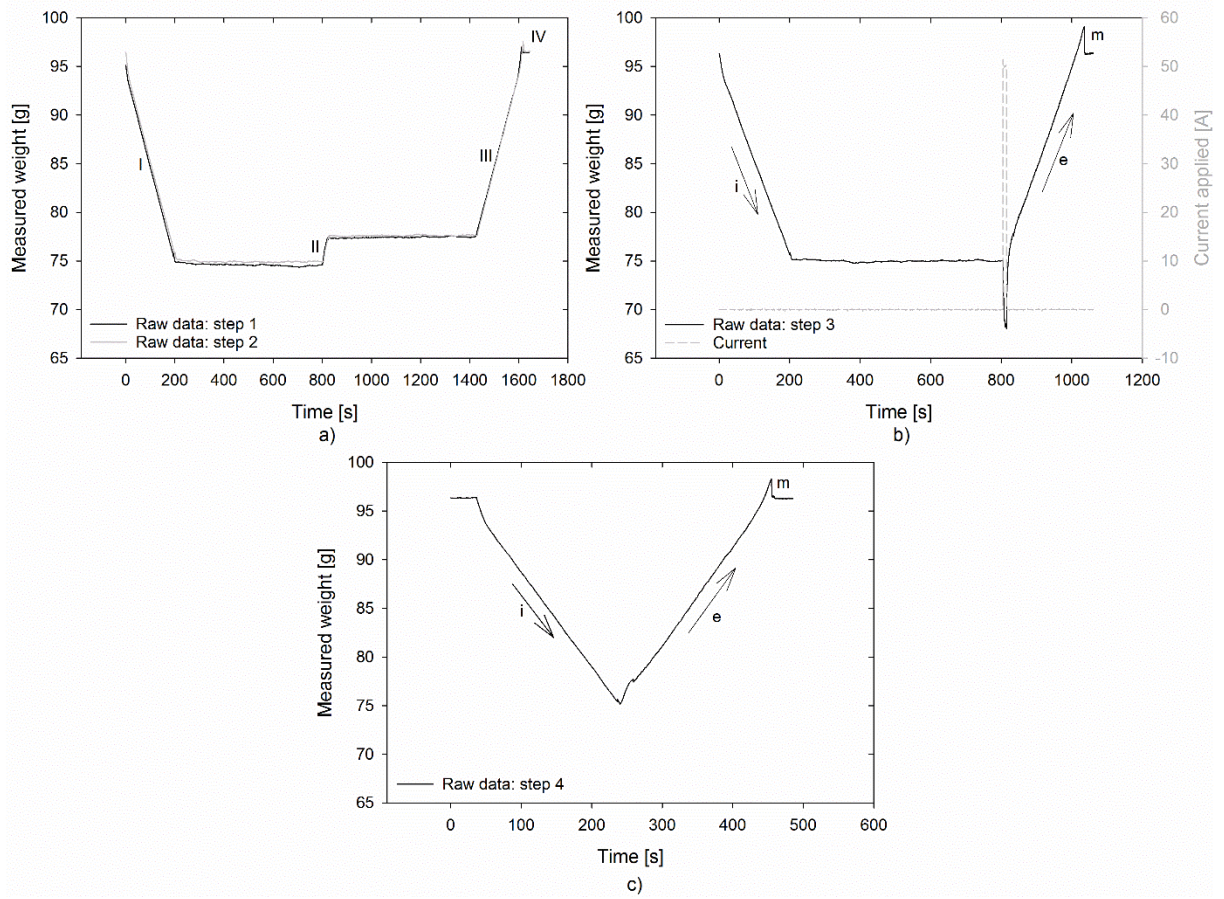 100
95
90
85
80
75
70
65
Measured weight [g]
I
II
III
IV
Raw data: step 1
Raw data: step 2
0 200 400 600 800 1000 1200 1400 1600 1800
Time [s]
a)
100
95
90
85
80
75
70
65
Measured weight [g]
i
e
m
60
50
40
30
20
10
0
-10
Current applied [A]
Raw data: step 3
Current
0 200 400 600 800 1000 1200
Time [s]
b)
100
95
90
85
80
75
70
65
Measured weight [g]
i
e
m
Raw data: step 4
0 100 200 300 400 500 600
Time [s]
c)